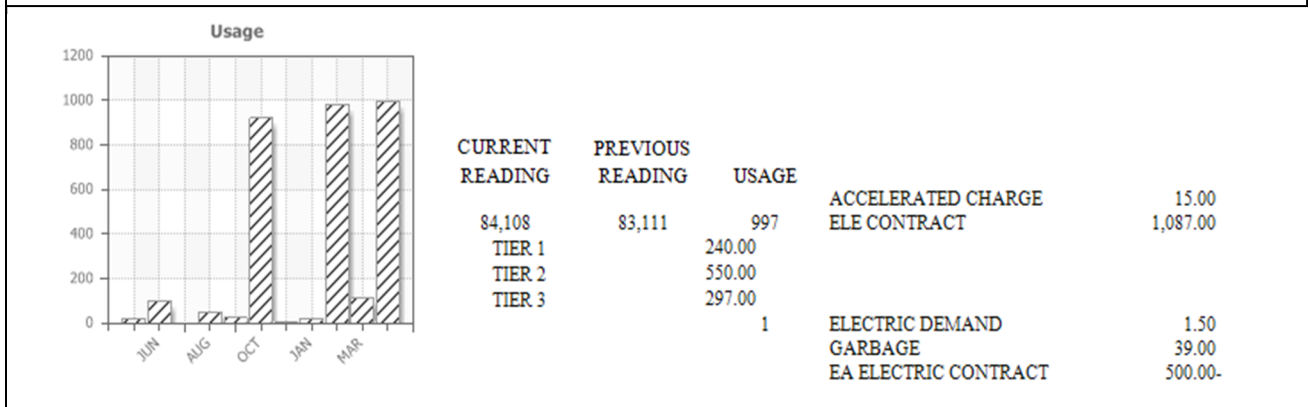 Usage
1200
1000
800
600
400
200
0
JUN
AUG
OCT
JAN
MAR
CURRENT PREVIOUS
READING READING USAGE
ACCELERATED CHARGE 15.00
84,108 83,111 997 ELE CONTRACT 1,087.00
TIER 1 240.00
TIER 2 550.00
TIER 3 297.00
1 ELECTRIC DEMAND 1.50
GARBAGE 39.00
EA ELECTRIC CONTRACT 500.00-